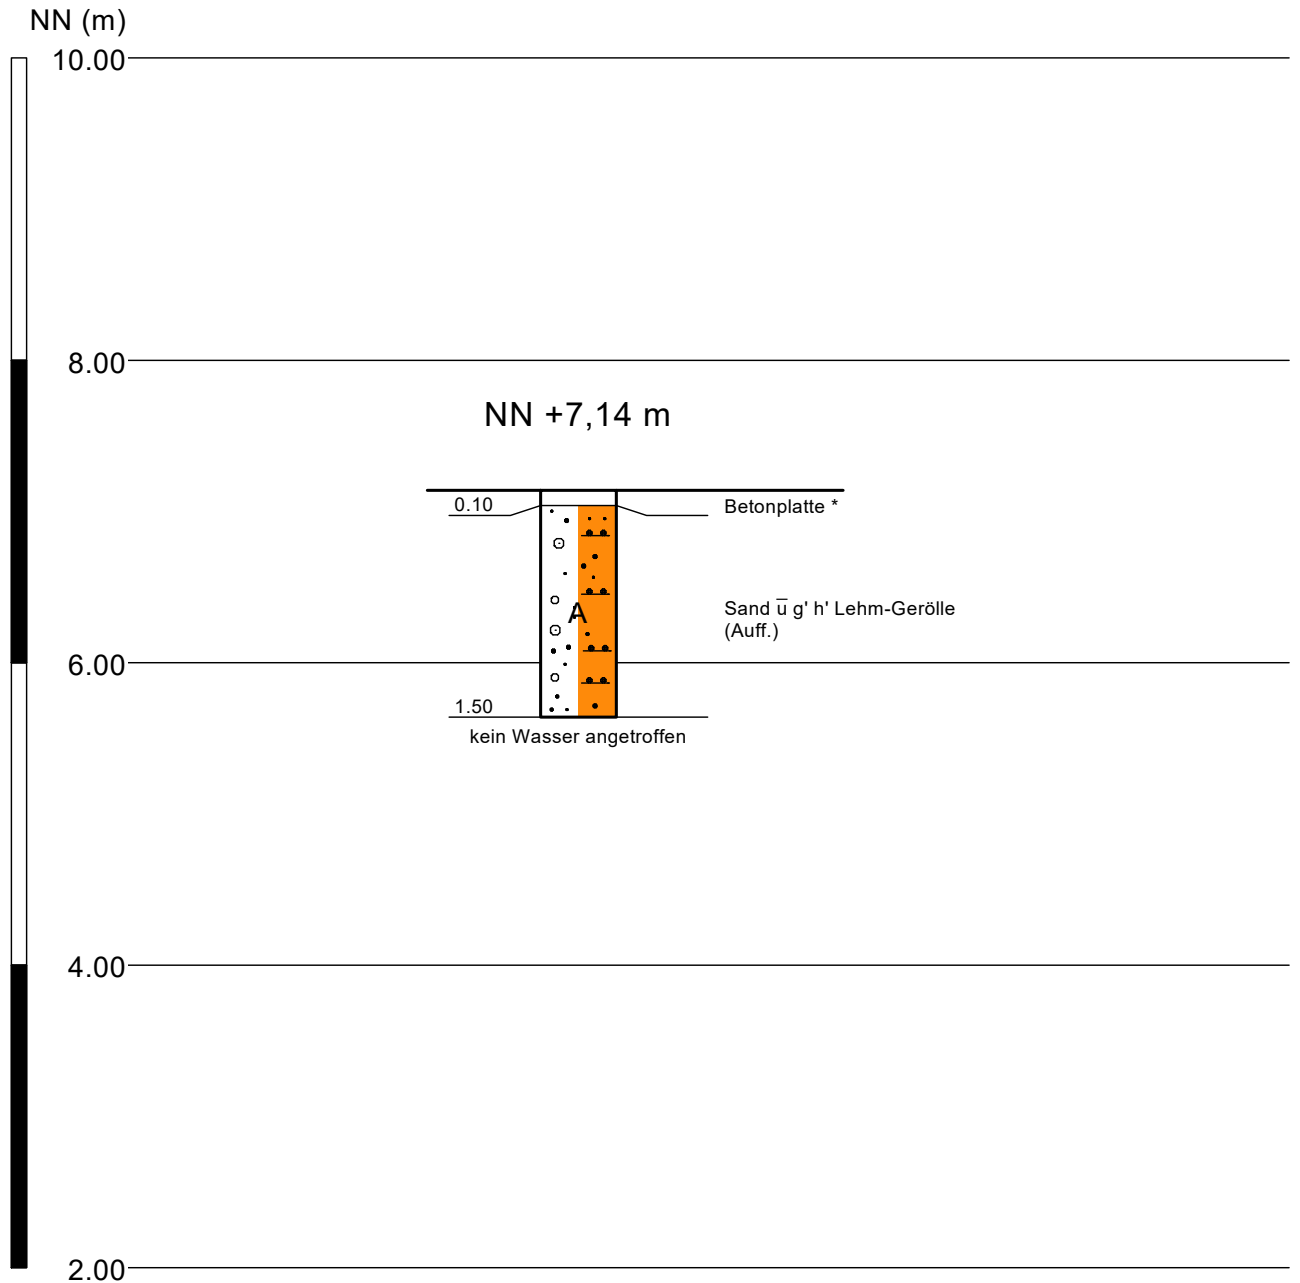 NN (m)
10.00
8.00
NN +7,14 m
0.10
Betonplatte *
A
Sand u̅ g' h' Lehm-Gerölle
(Auff.)
6.00
1.50
kein Wasser angetroffen
4.00
2.00